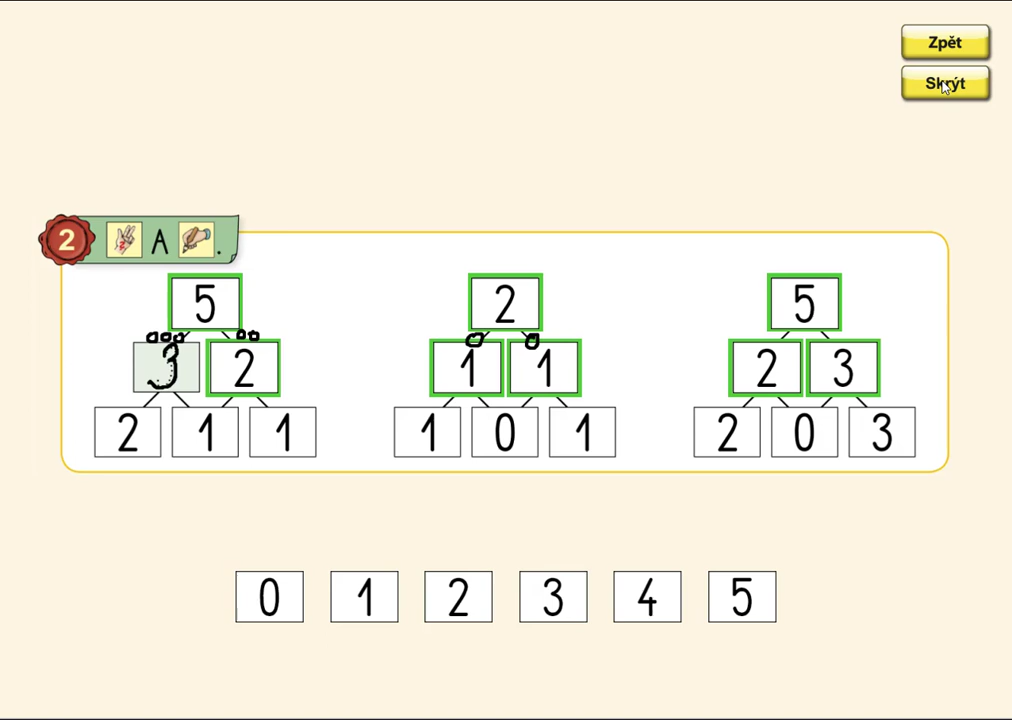 Zpět
Skrýt
2 A .
5 2 5
3 2 1 1 2 3
2 1 1 1 0 1 2 0 3
0 1 2 3 4 5